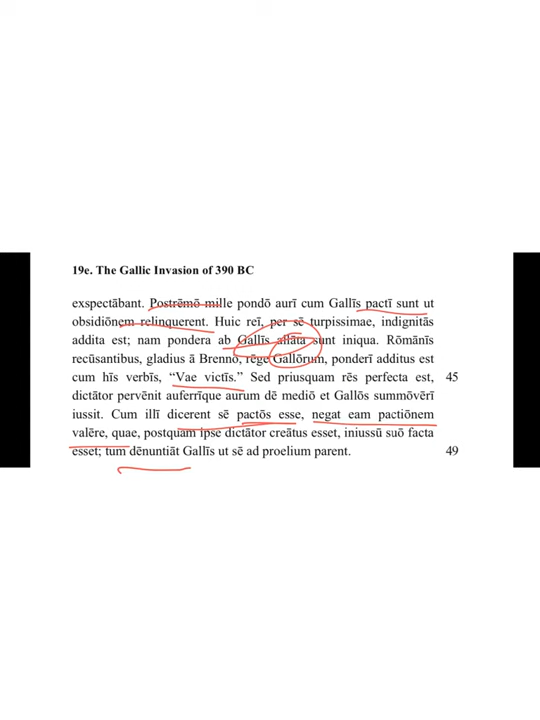 19e. The Gallic Invasion of 390 BC
exspectābant. Postrēmō mille pondō aurī cum Gallīs pactī sunt ut
obsidiōnem relinquerent. Huic reī, per sē turpissimae, indignitās
addita est; nam pondera ab Gallīs allāta sunt iniqua. Rōmānīs
recūsantibus, gladius ā Brennō, rēge Gallōrum, ponderī additus est
cum hīs verbīs, “Vae victīs.” Sed priusquam rēs perfecta est, 45
dictātor pervēnit auferrīque aurum dē mediō et Gallōs summōvērī
iussit. Cum illī dicerent sē pactōs esse, negat eam pactiōnem
valēre, quae, postquam ipse dictātor creātus esset, iniussū suō facta
esset; tum dēnuntiāt Gallīs ut sē ad proelium parent. 49